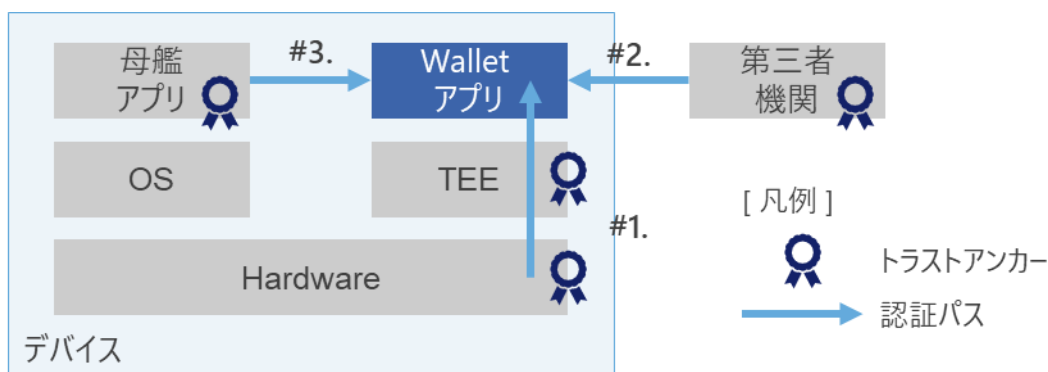 母艦
アプリ
#3.
Wallet
アプリ
#2.
第三者
機関
OS
TEE
#1.
Hardware
デバイス
[ 凡例 ]
トラストアンカー
認証パス